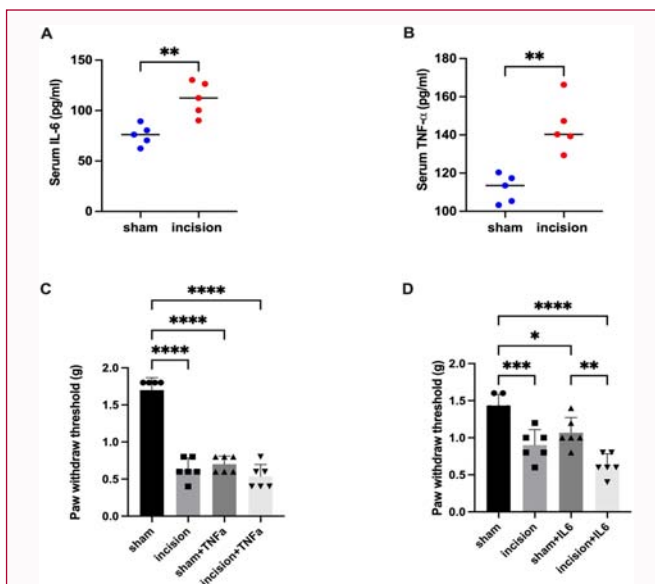 A
**
Serum IL-6 (pg/ml)
150
100
50
0
sham
incision
B
**
Serum TNF-α (pg/ml)
180
160
140
120
100
sham
incision
C
****
****
****
Paw withdraw threshold (g)
2.0
1.5
1.0
0.5
0.0
sham
incision
sham+TNFa
incision+TNFa
D
****
*
***
**
Paw withdraw threshold (g)
2.0
1.5
1.0
0.5
0.0
sham
incision
sham+IL6
incision+IL6